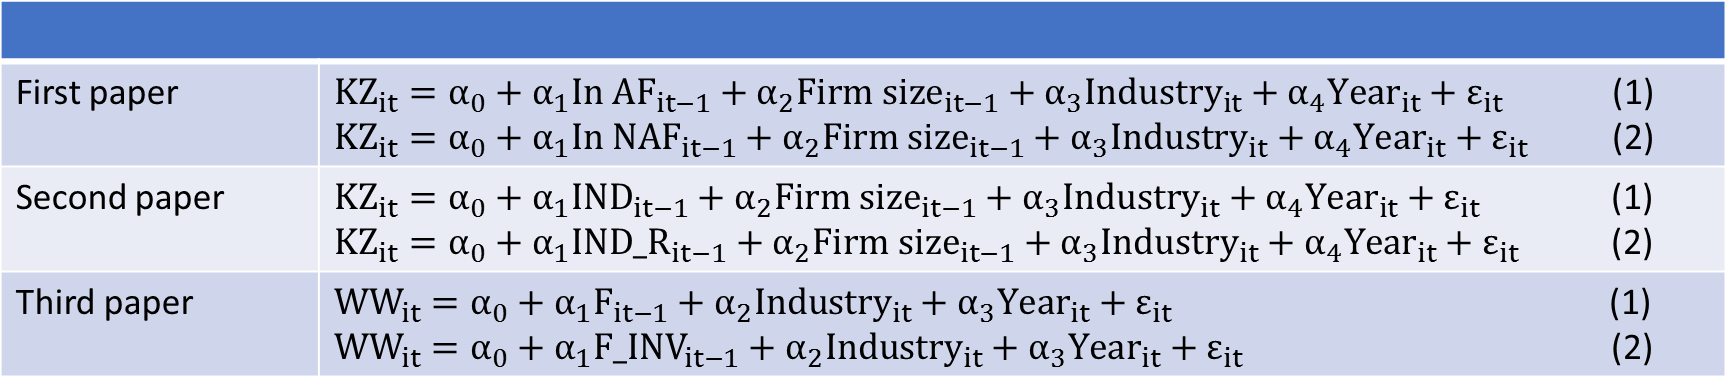 First paper KZit = α0 + α1In AFit−1 + α2Firm sizeit−1 + α3Industryit + α4Yearit + εit (1)
KZit = α0 + α1In NAFit−1 + α2Firm sizeit−1 + α3Industryit + α4Yearit + εit (2)
Second paper KZit = α0 + α1INDit−1 + α2Firm sizeit−1 + α3Industryit + α4Yearit + εit (1)
KZit = α0 + α1IND_Rit−1 + α2Firm sizeit−1 + α3Industryit + α4Yearit + εit (2)
Third paper WWit = α0 + α1Fit−1 + α2Industryit + α3Yearit + εit (1)
WWit = α0 + α1F_INVit−1 + α2Industryit + α3Yearit + εit (2)